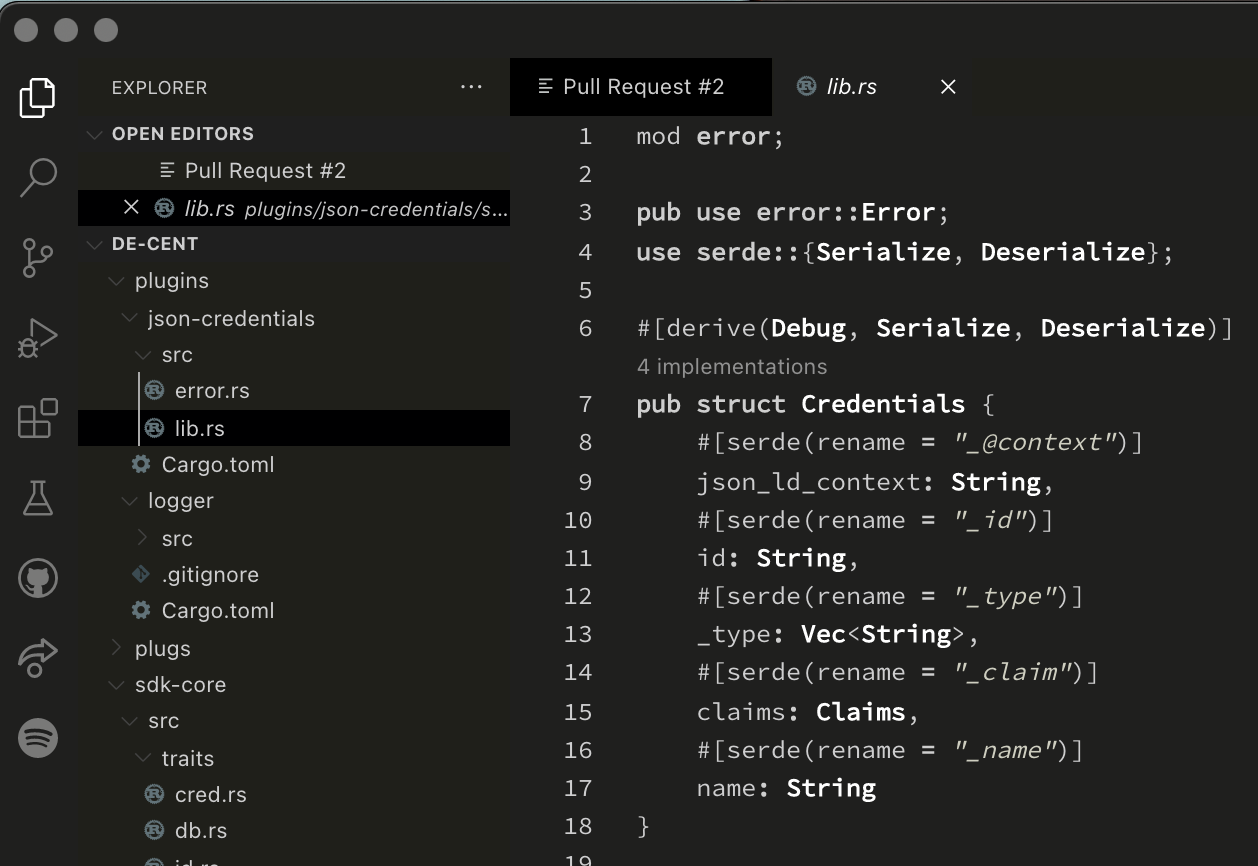 EXPLORER
OPEN EDITORS
Pull Request #2
lib.rs plugins/json-credentials/s...
DE-CENT
plugins
json-credentials
src
error.rs
lib.rs
Cargo.toml
logger
src
.gitignore
Cargo.toml
plugs
sdk-core
src
traits
cred.rs
db.rs
Pull Request #2
lib.rs
1 mod error;
2
3 pub use error::Error;
4 use serde::{Serialize, Deserialize};
5
6 #[derive(Debug, Serialize, Deserialize)]
4 implementations
7 pub struct Credentials {
8 #[serde(rename = "_@context")]
9 json_ld_context: String,
10 #[serde(rename = "_id")]
11 id: String,
12 #[serde(rename = "_type")]
13 _type: Vec<String>,
14 #[serde(rename = "_claim")]
15 claims: Claims,
16 #[serde(rename = "_name")]
17 name: String
18 }
19